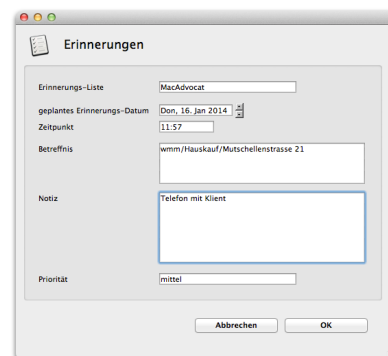 Erinnerungen
Erinnerungs-Liste MacAdvocat
geplantes Erinnerungs-Datum Don, 16. Jan 2014
Zeitpunkt 11:57
Betreffnis wmm/Hauskauf/Mutschellenstrasse 21
Notiz Telefon mit Klient
Priorität mittel
Abbrechen OK